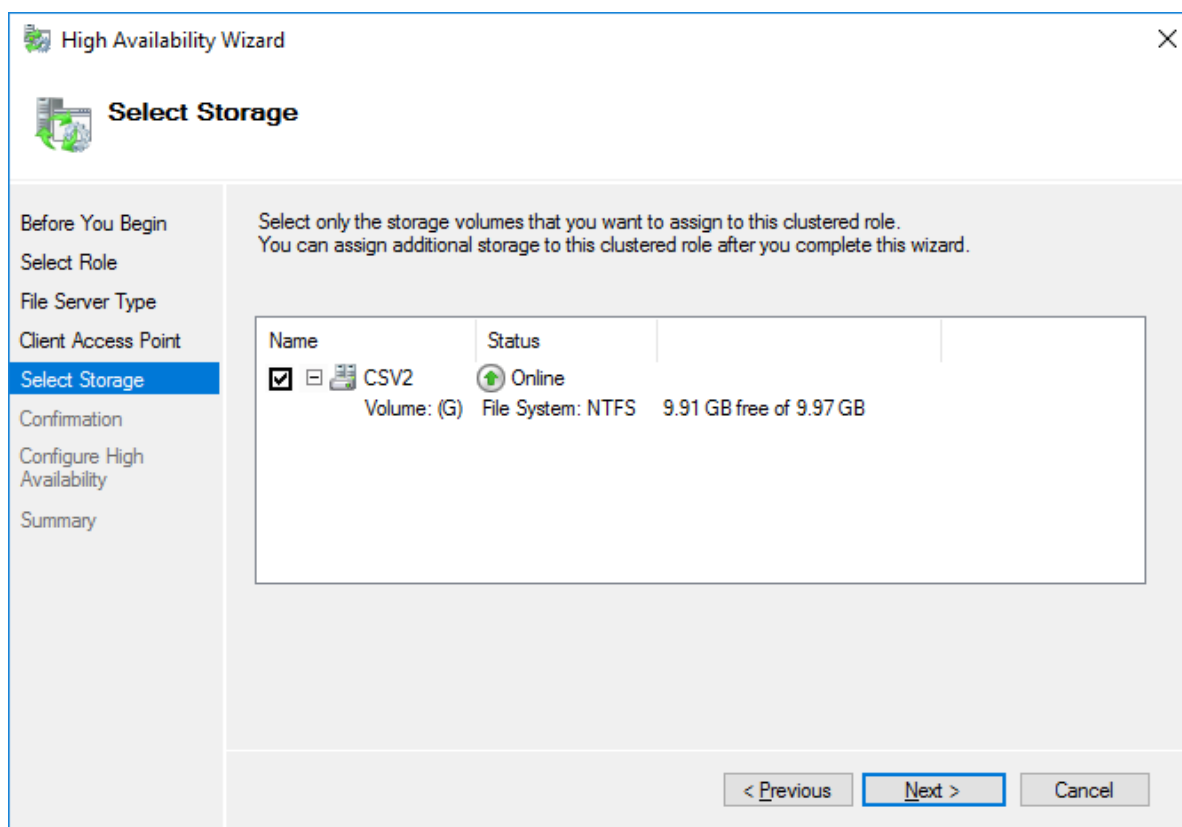 High Availability Wizard
Select Storage
Before You Begin
Select Role
File Server Type
Client Access Point
Select Storage
Confirmation
Configure High
Availability
Summary
Select only the storage volumes that you want to assign to this clustered role.
You can assign additional storage to this clustered role after you complete this wizard.
Name Status
CSV2 Online
Volume: (G) File System: NTFS 9.91 GB free of 9.97 GB
< Previous Next > Cancel